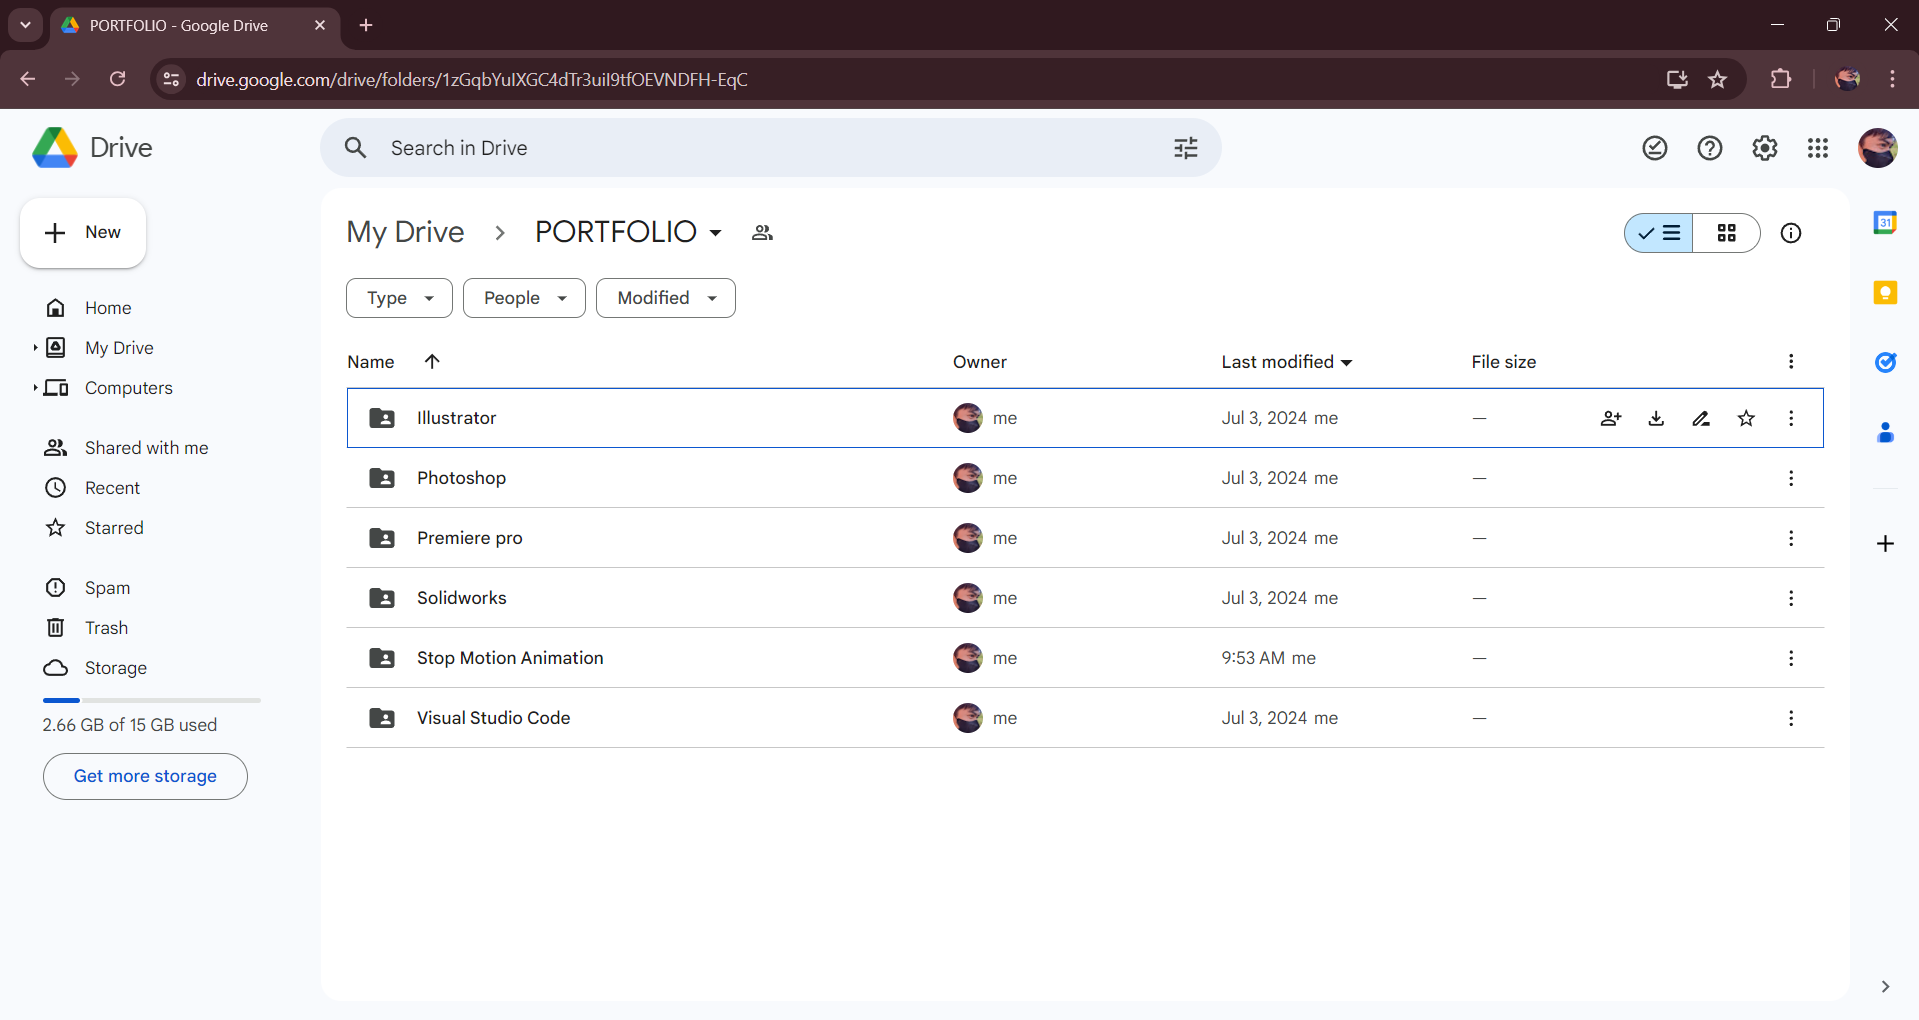 PORTFOLIO - Google Drive
drive.google.com/drive/folders/1zGqbYuIXGC4dTr3uiI9tfOEVNDFH-EqC
Drive
Search in Drive
New
My Drive > PORTFOLIO
31
Type People Modified
Home
My Drive
Computers
Shared with me
Recent
Starred
Spam
Trash
Storage
2.66 GB of 15 GB used
Get more storage
Name Owner Last modified File size
Illustrator me Jul 3, 2024 me —
Photoshop me Jul 3, 2024 me —
Premiere pro me Jul 3, 2024 me —
Solidworks me Jul 3, 2024 me —
Stop Motion Animation me 9:53 AM me —
Visual Studio Code me Jul 3, 2024 me —